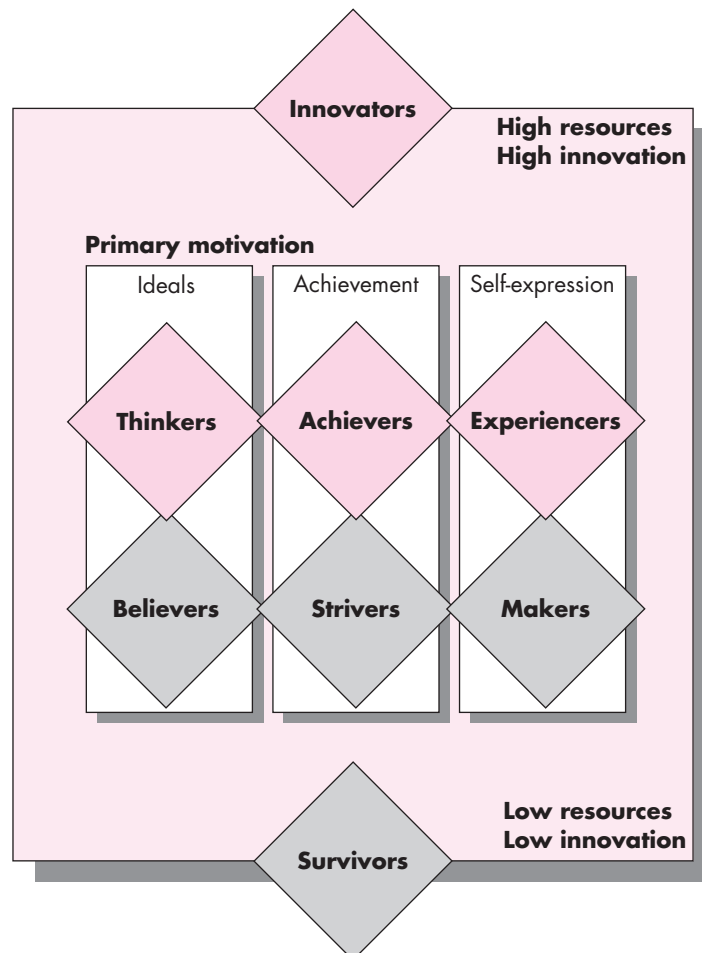 Innovators
High resources
High innovation
Primary motivation
Ideals
Achievement
Self-expression
Thinkers
Achievers
Experiencers
Believers
Strivers
Makers
Low resources
Low innovation
Survivors